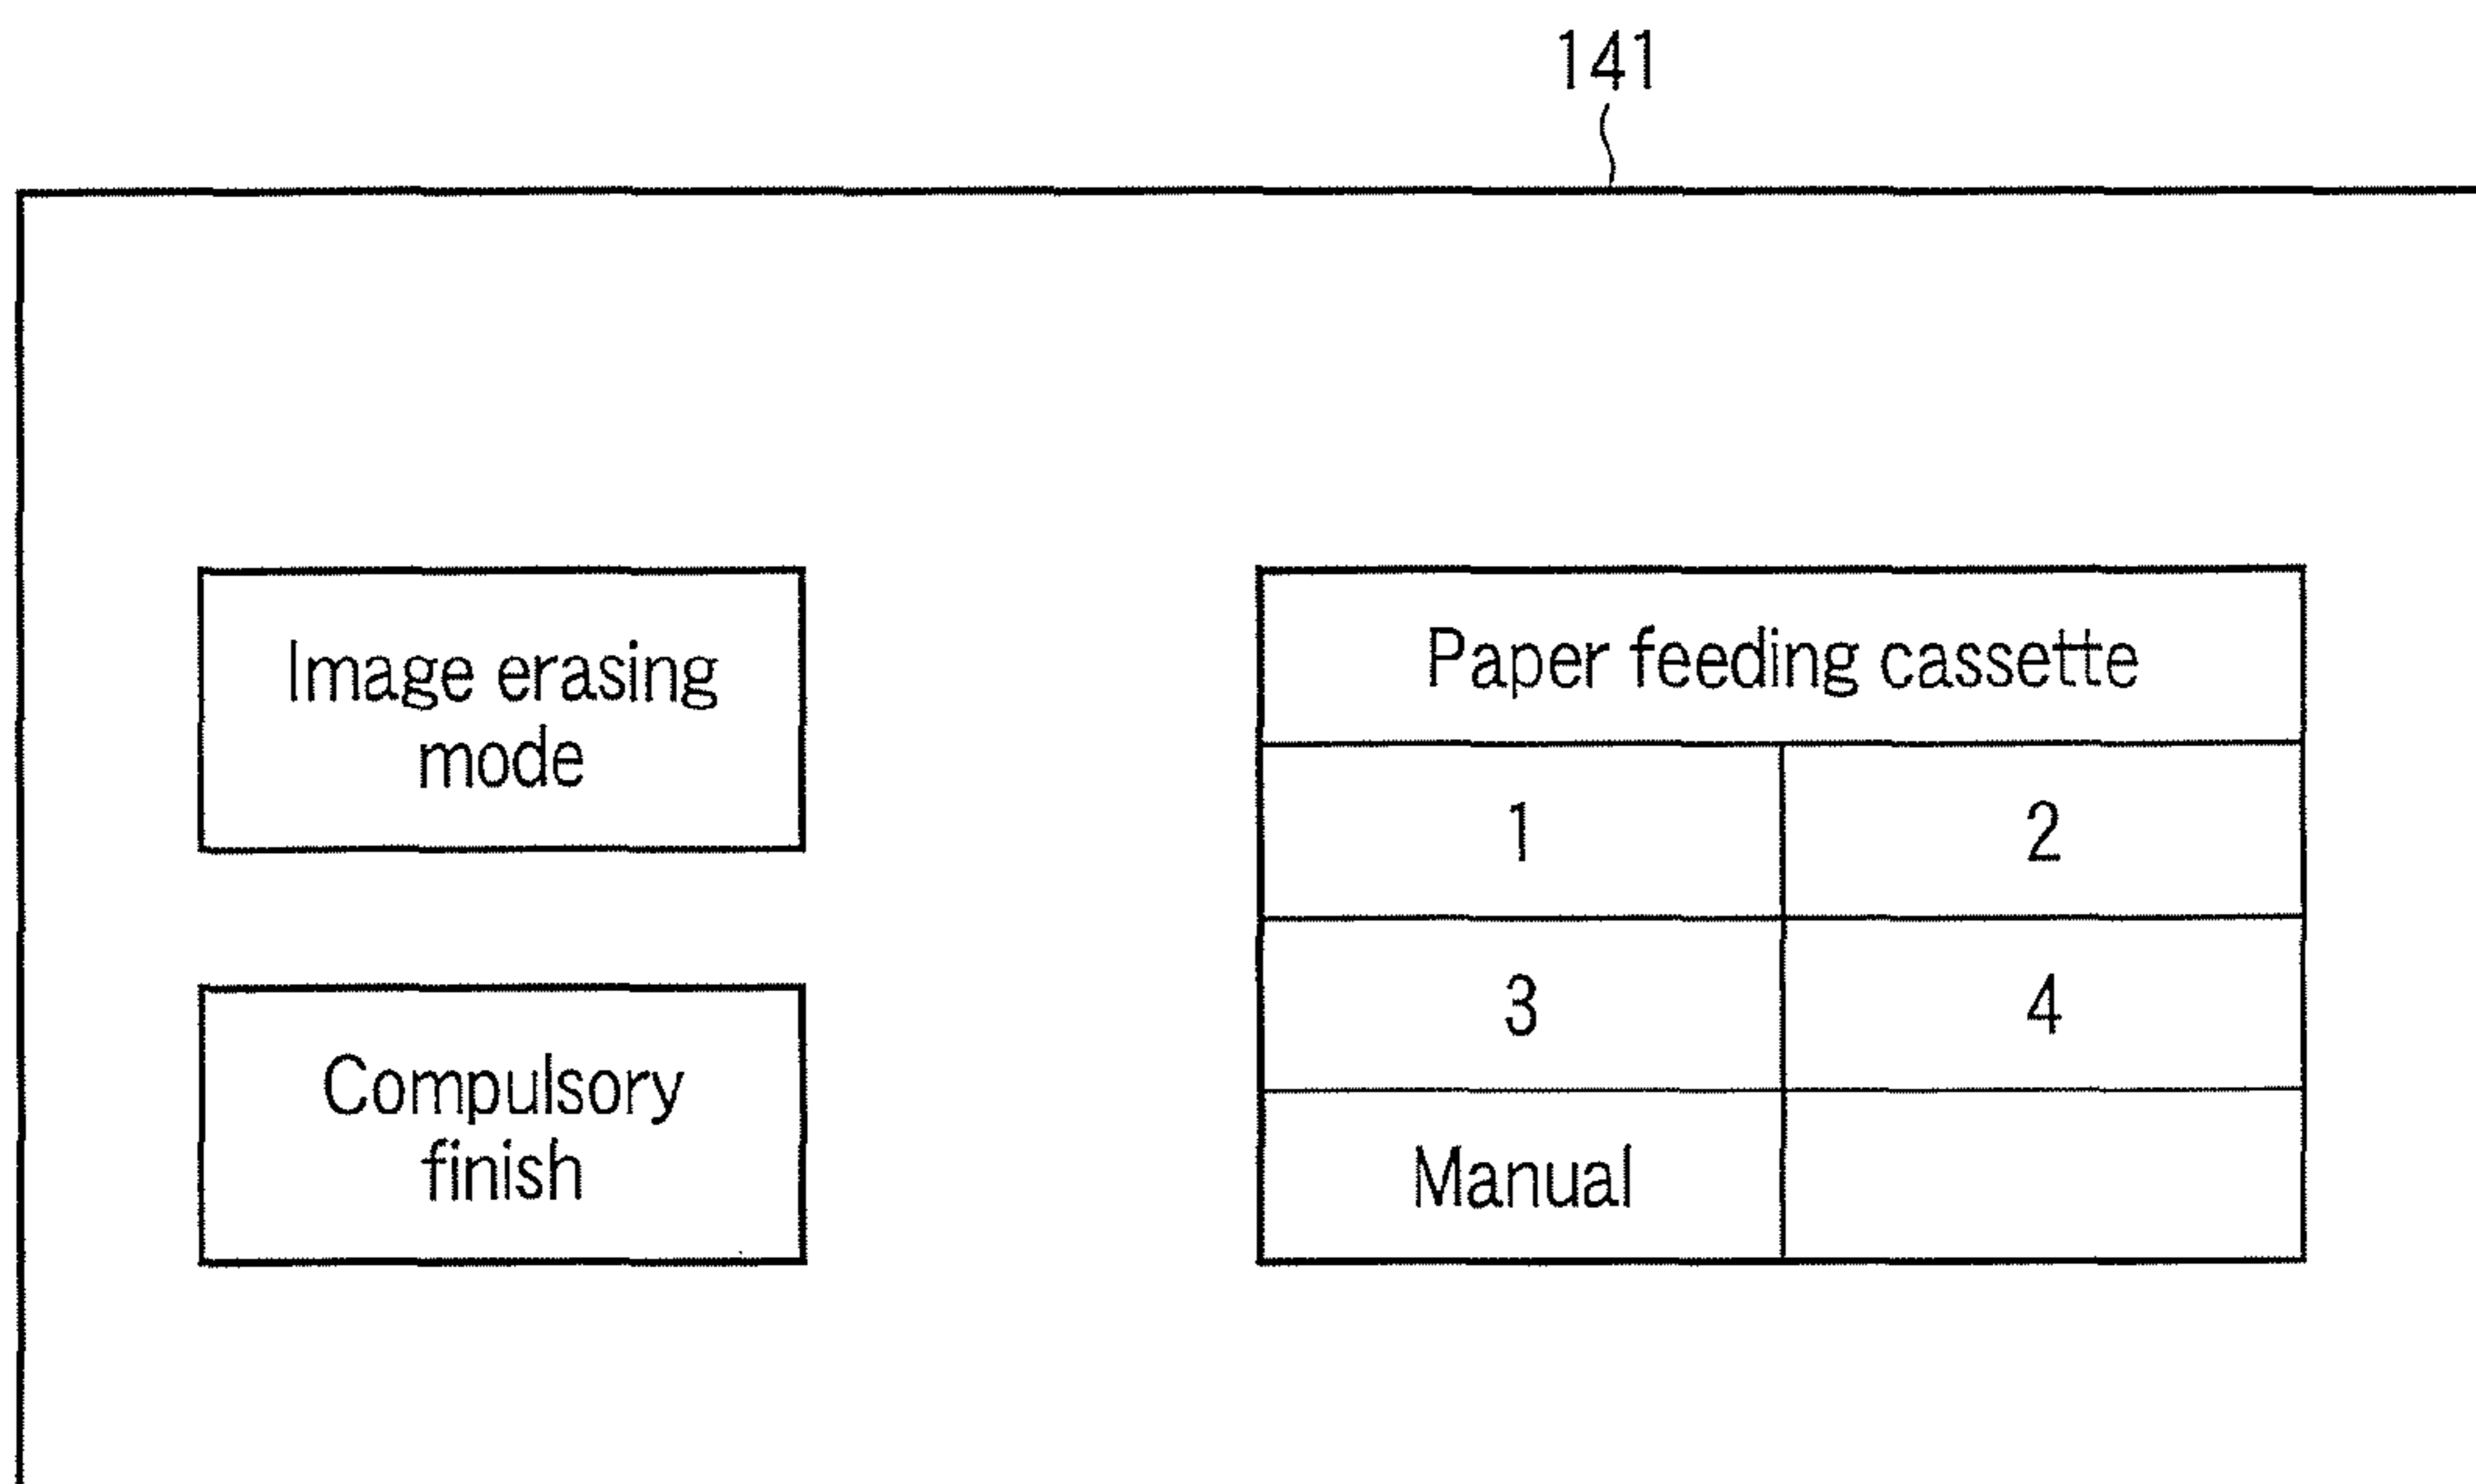 141
Image erasing
mode
Compulsory
finish
Paper feeding cassette
1 2
3 4
Manual